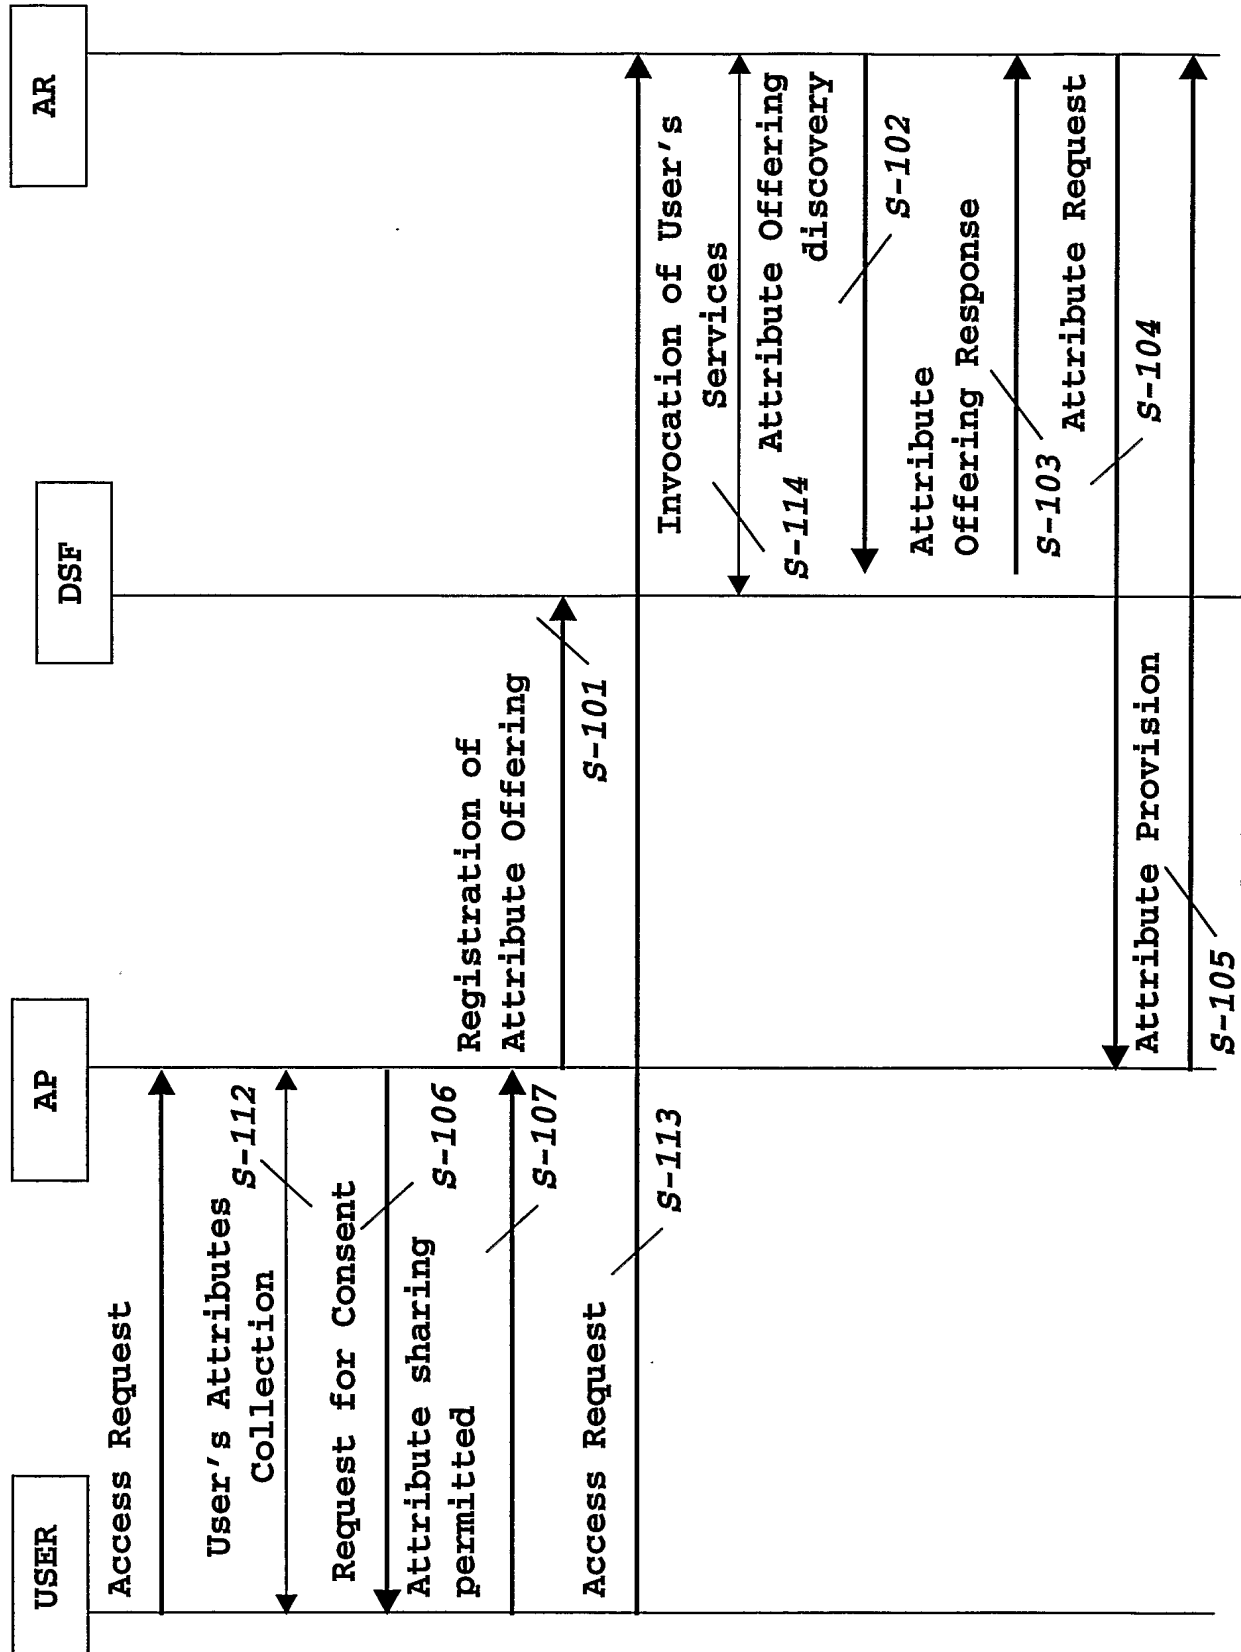 USER
AP
DSF
AR
Access Request
User's Attributes
Collection
S-112
Request for Consent
S-106
Attribute sharing
permitted
S-107
Registration of
Attribute Offering
S-101
Access Request
S-113
Invocation of User's
Services
S-114
Attribute Offering
discovery
S-102
Attribute
Offering Response
S-103
Attribute Request
S-104
Attribute Provision
S-105